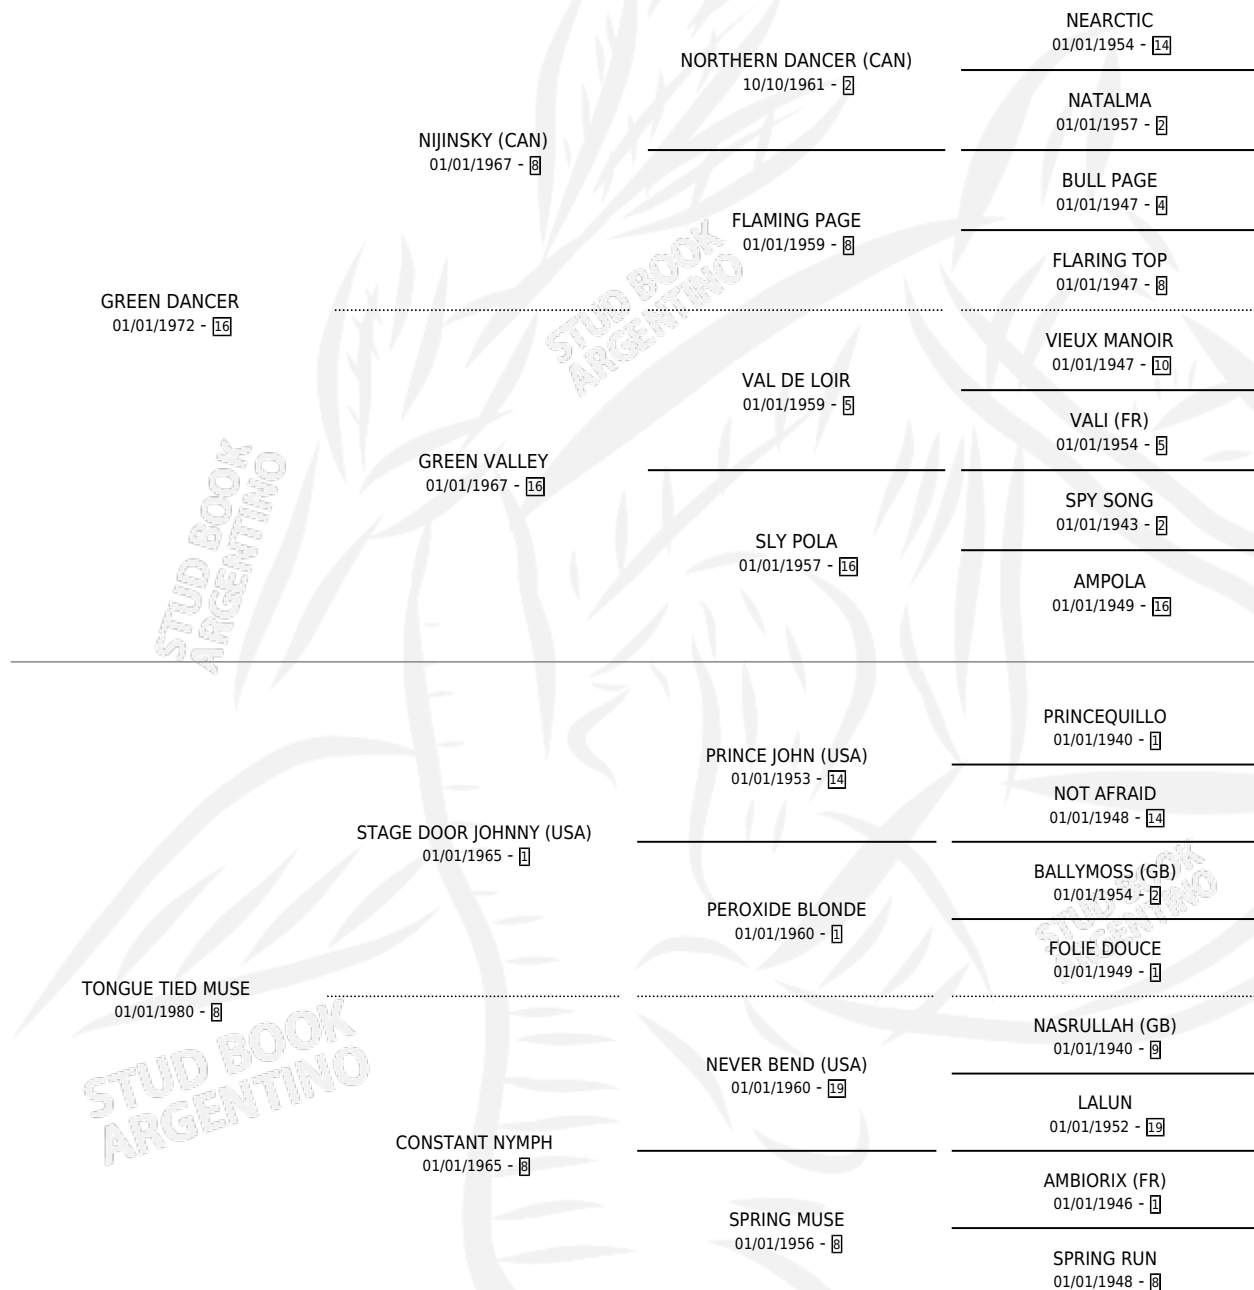 NEARCTIC
01/01/1954 - 14
NORTHERN DANCER (CAN)
10/10/1961 - 2
NATALMA
01/01/1957 - 2
NIJINSKY (CAN)
01/01/1967 - 8
BULL PAGE
01/01/1947 - 4
FLAMING PAGE
01/01/1959 - 8
FLARING TOP
01/01/1947 - 8
GREEN DANCER
01/01/1972 - 16
VIEUX MANOIR
01/01/1947 - 10
VAL DE LOIR
01/01/1959 - 5
VALI (FR)
01/01/1954 - 5
GREEN VALLEY
01/01/1967 - 16
SPY SONG
01/01/1943 - 2
SLY POLA
01/01/1957 - 16
AMPOLA
01/01/1949 - 16
PRINCEQUILLO
01/01/1940 - 1
PRINCE JOHN (USA)
01/01/1953 - 14
NOT AFRAID
01/01/1948 - 14
STAGE DOOR JOHNNY (USA)
01/01/1965 - 1
BALLYMOSS (GB)
01/01/1954 - 2
PEROXIDE BLONDE
01/01/1960 - 1
FOLIE DOUCE
01/01/1949 - 1
TONGUE TIED MUSE
01/01/1980 - 8
NASRULLAH (GB)
01/01/1940 - 9
NEVER BEND (USA)
01/01/1960 - 19
LALUN
01/01/1952 - 19
CONSTANT NYMPH
01/01/1965 - 8
AMBIORIX (FR)
01/01/1946 - 1
SPRING MUSE
01/01/1956 - 8
SPRING RUN
01/01/1948 - 8
STUD BOOK
ARGENTINO
STUD BOOK
ARGENTINO
STUD BOOK
ARGENTINO
STUD BOOK
ARGENTINO